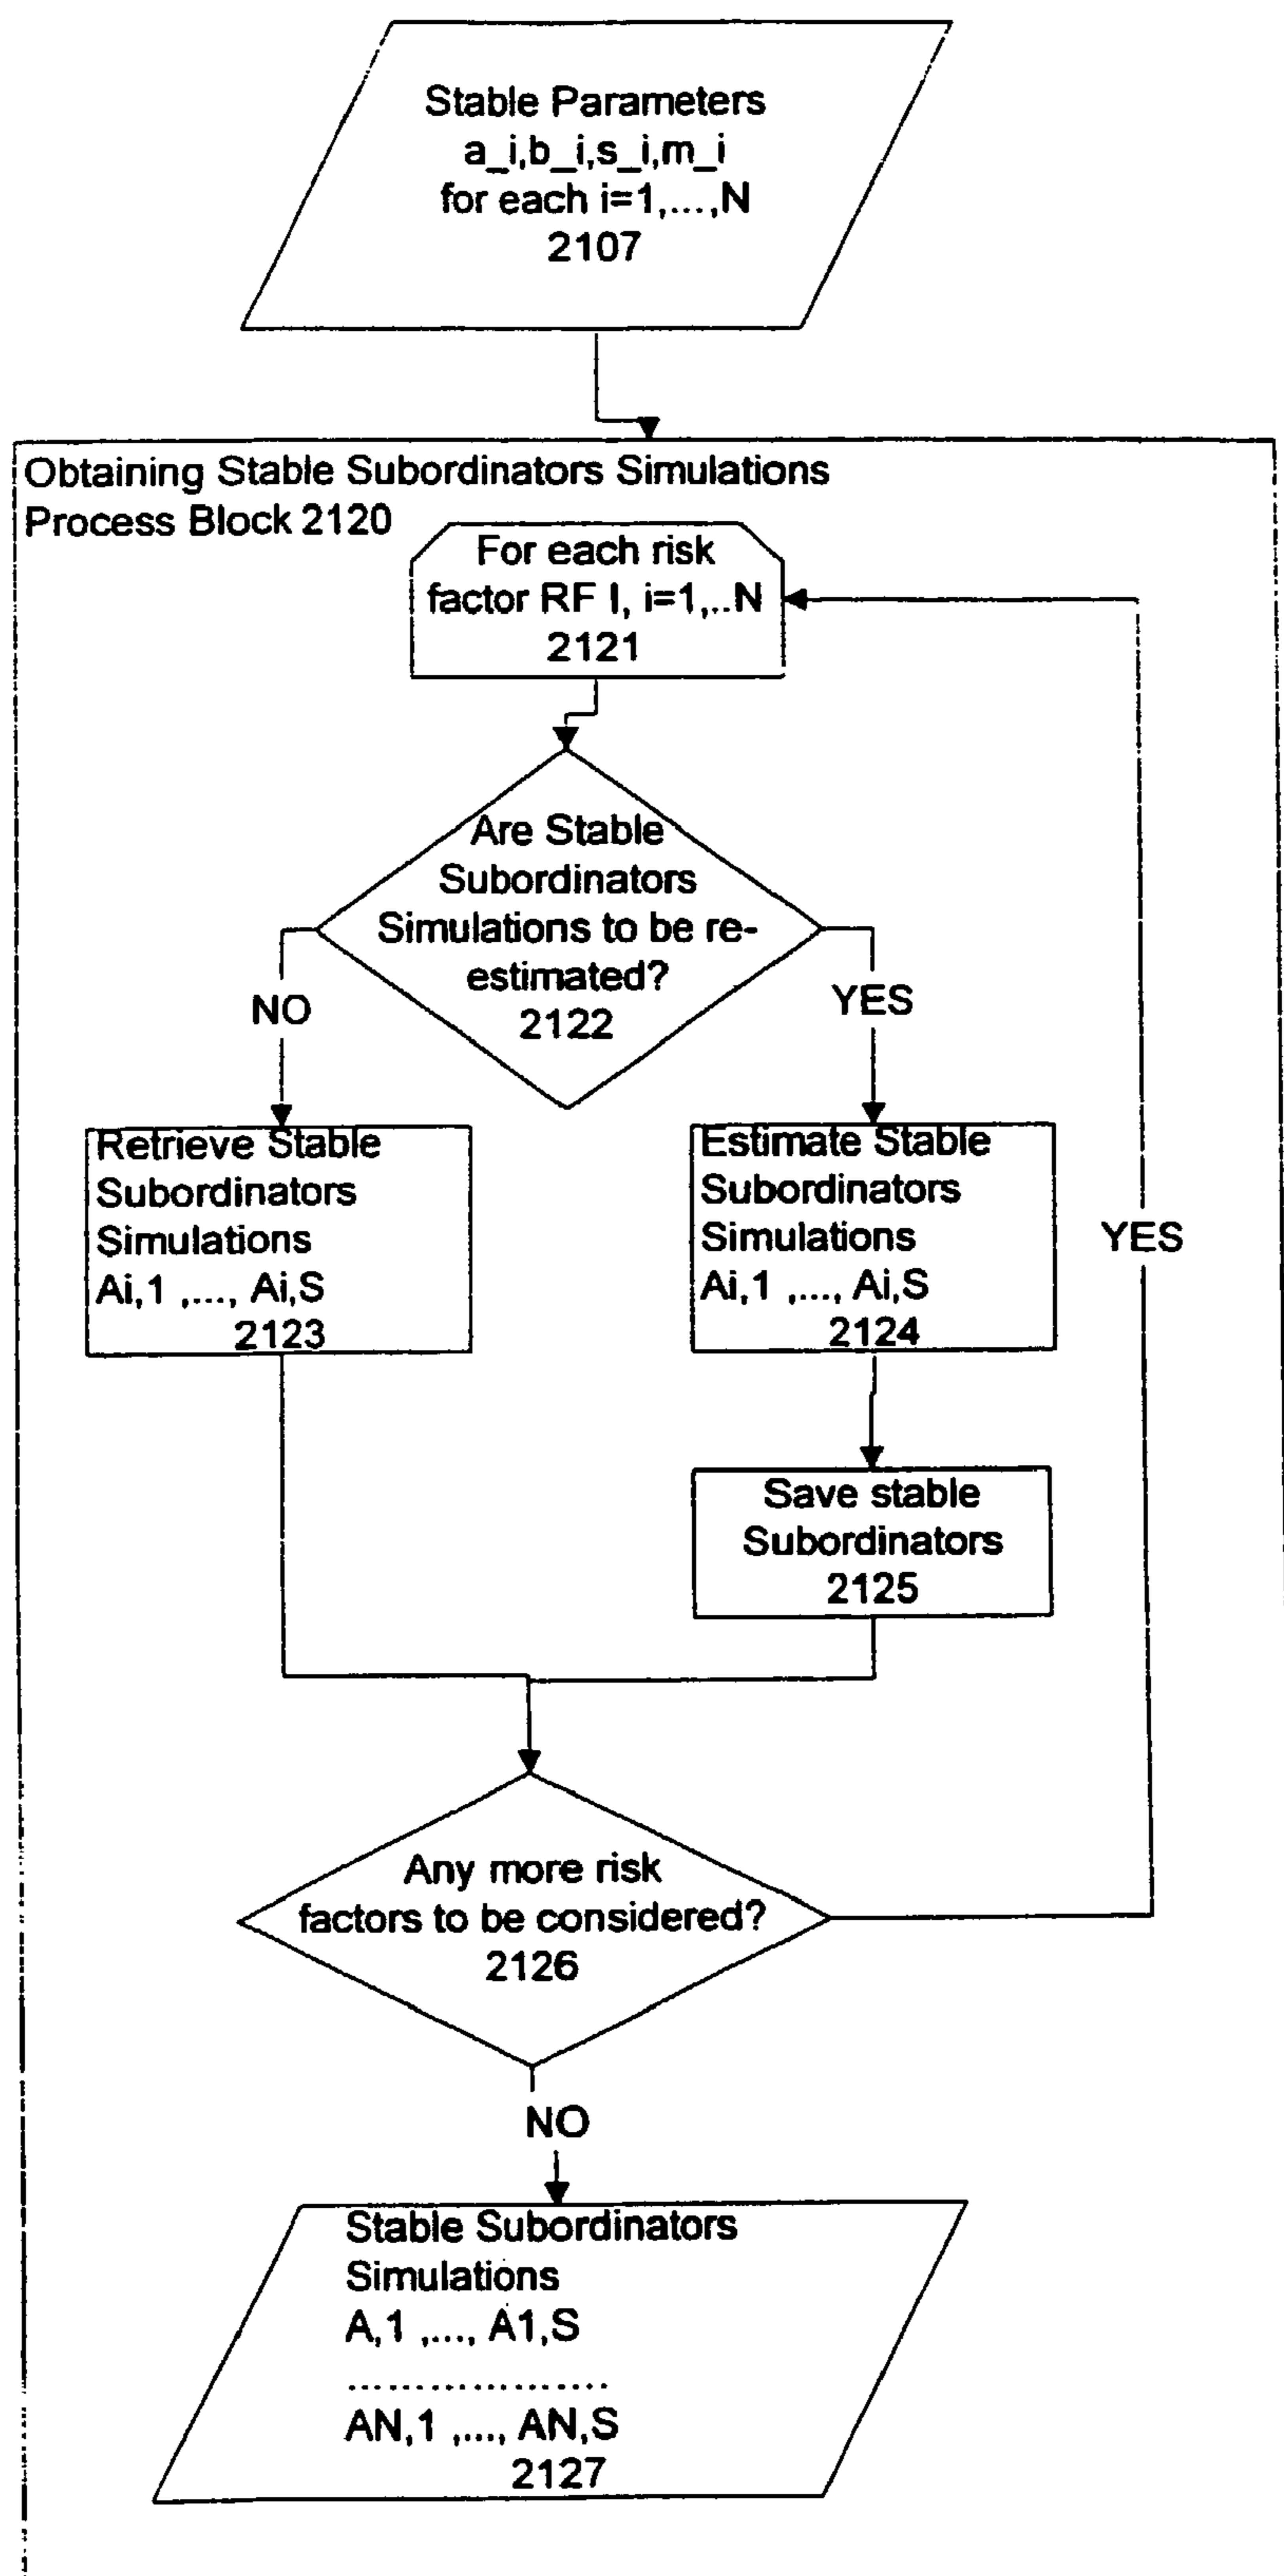 Stable Parameters
a_i,b_i,s_i,m_i
for each i=1,...,N
2107
Obtaining Stable Subordinators Simulations
Process Block 2120
For each risk
factor RF I, i=1,..N
2121
Are Stable
Subordinators
Simulations to be re-
estimated?
2122
NO
YES
Retrieve Stable
Subordinators
Simulations
Ai,1 ,..., Ai,S
2123
Estimate Stable
Subordinators
Simulations
Ai,1 ,..., Ai,S
2124
YES
Save stable
Subordinators
2125
Any more risk
factors to be considered?
2126
NO
Stable Subordinators
Simulations
A,1 ,..., A1,S
...................
AN,1 ,..., AN,S
2127